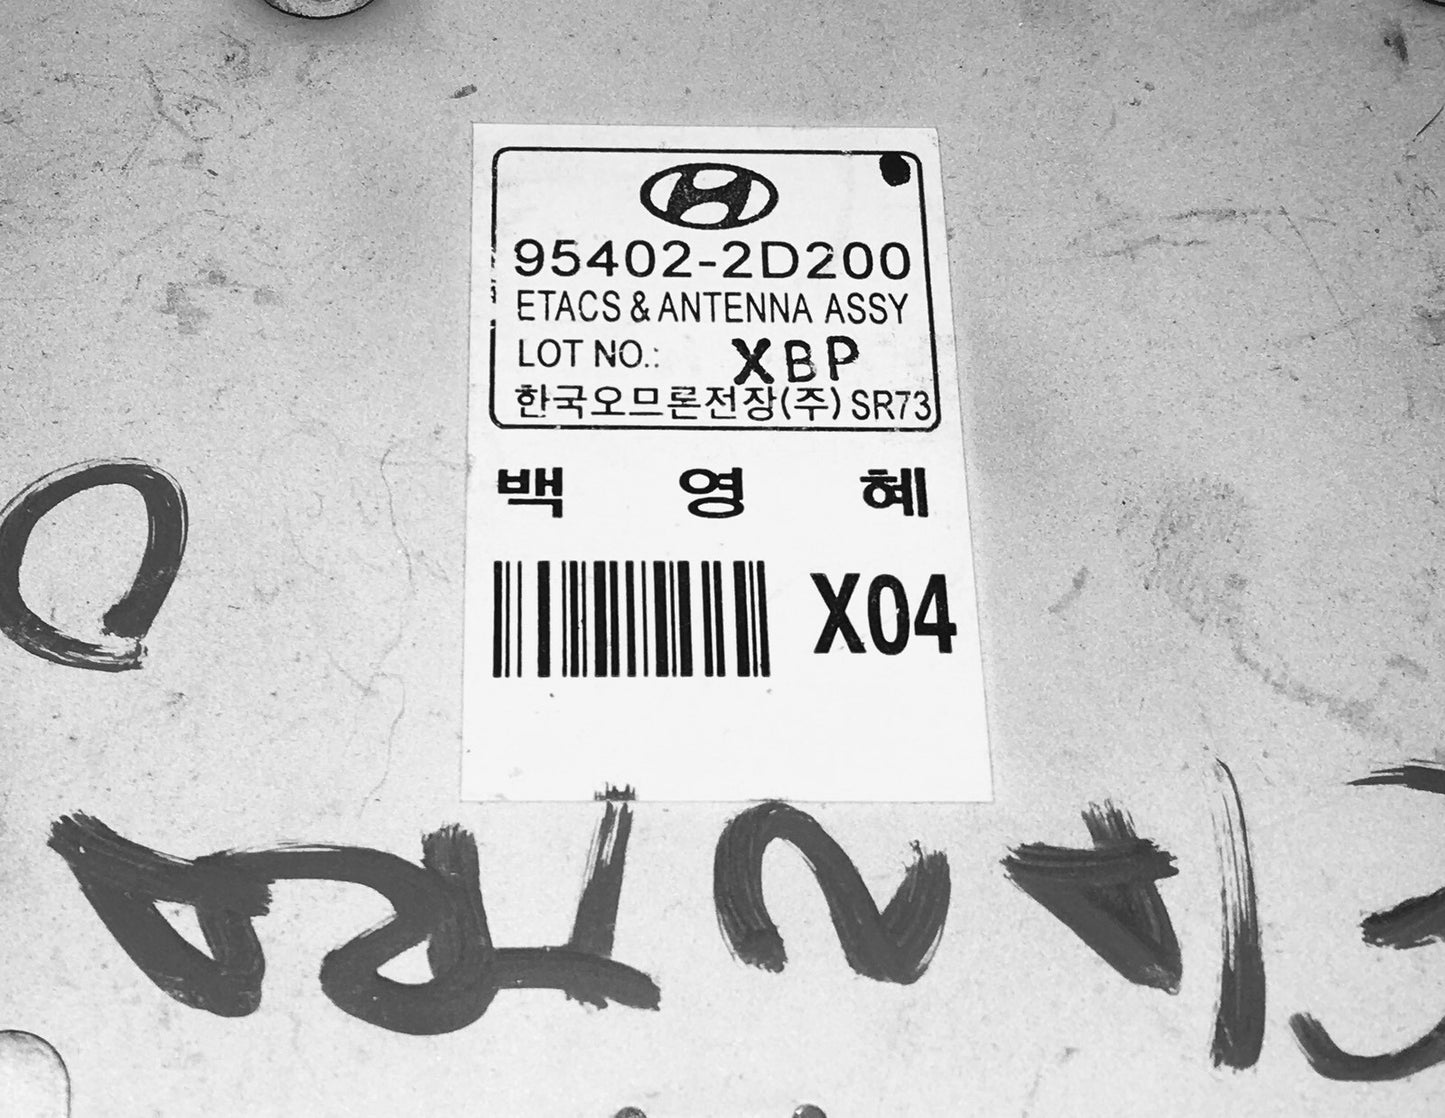 95402-2D200
ETACS & ANTENNA ASSY
LOT NO.: XBP
한국오므론전장(주) SR73
백 영 혜
X04